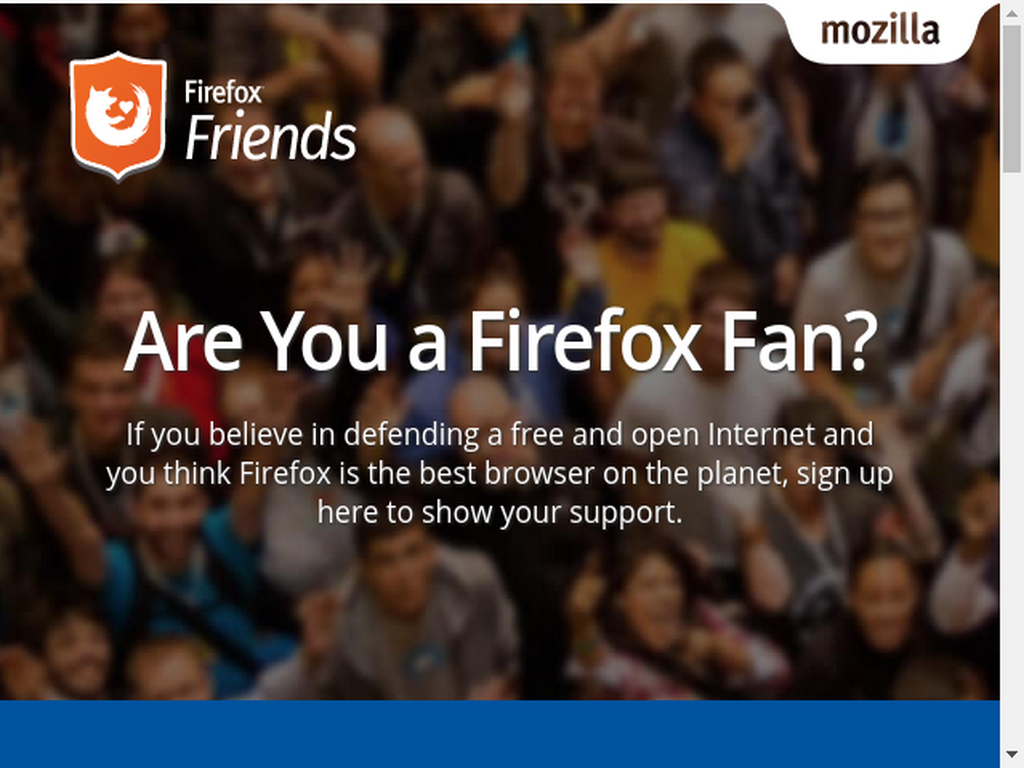 mozilla
Firefox
Friends
Are You a Firefox Fan?
If you believe in defending a free and open Internet and
you think Firefox is the best browser on the planet, sign up
here to show your support.